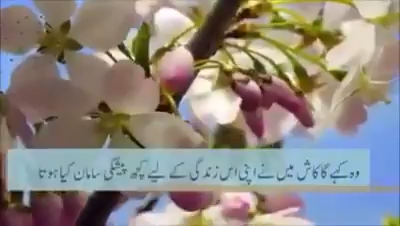 وہ کہے گا کاش میں نے اپنی اس زندگی کے لیے کچھ پیشگی سامان کیا ہوتا